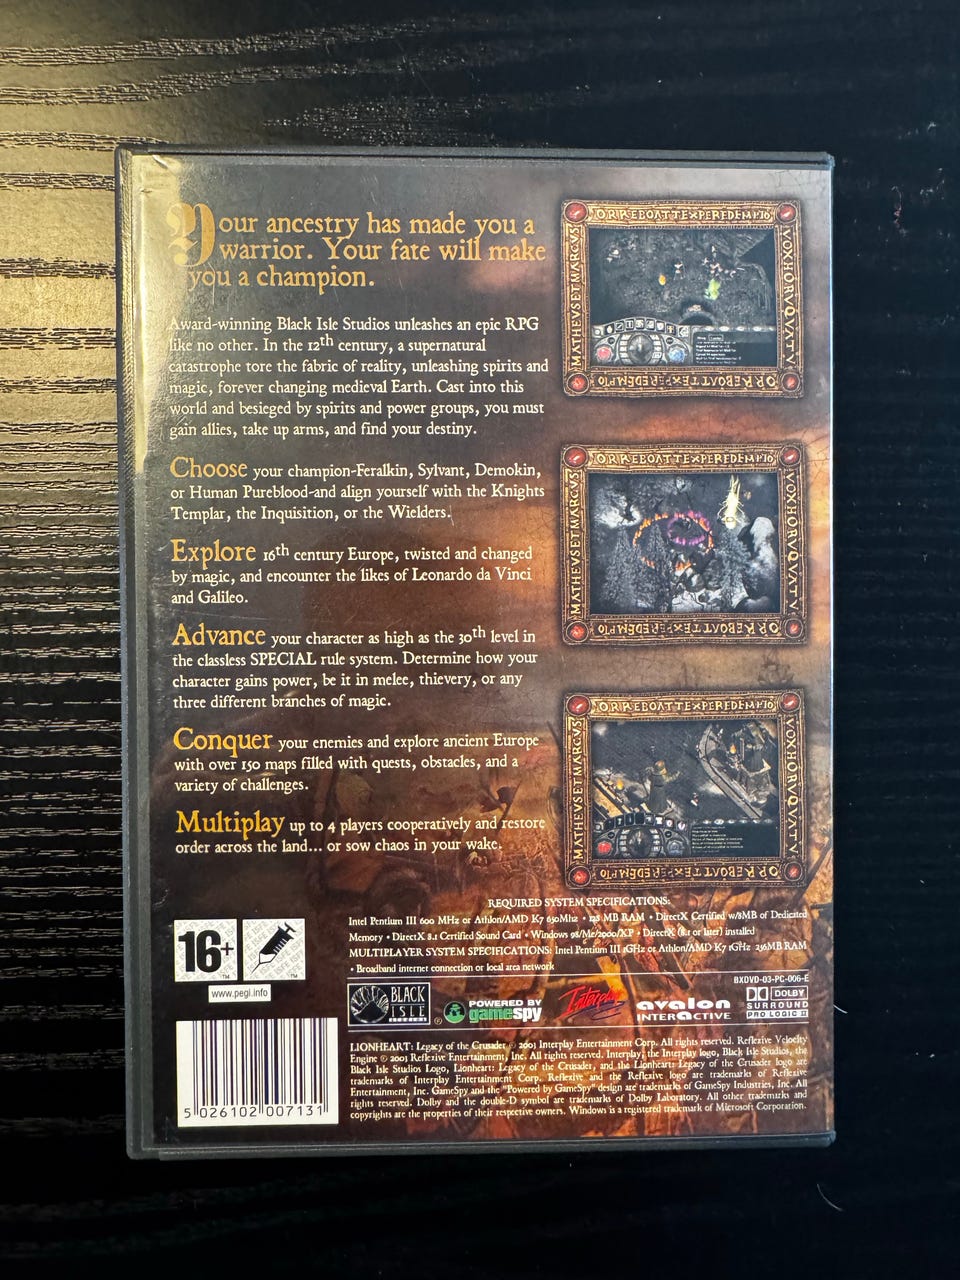 Your ancestry has made you a
warrior. Your fate will make
you a champion.
Award-winning Black Isle Studios unleashes an epic RPG
like no other. In the 12th century, a supernatural
catastrophe tore the fabric of reality, unleashing spirits and
magic, forever changing medieval Earth. Cast into this
world and besieged by spirits and power groups, you must
gain allies, take up arms, and find your destiny.
Choose your champion-Feralkin, Sylvant, Demokin,
or Human Pureblood-and align yourself with the Knights
Templar, the Inquisition, or the Wielders.
Explore 16th century Europe, twisted and changed
by magic, and encounter the likes of Leonardo da Vinci
and Galileo.
Advance your character as high as the 30th level in
the classless SPECIAL rule system. Determine how your
character gains power, be it in melee, thievery, or any
three different branches of magic.
Conquer your enemies and explore ancient Europe
with over 150 maps filled with quests, obstacles, and a
variety of challenges.
Multiplay up to 4 players cooperatively and restore
order across the land... or sow chaos in your wake.
REQUIRED SYSTEM SPECIFICATIONS:
Intel Pentium III 600 MHz or Athlon/AMD K7 650Mhz • 128 MB RAM • DirectX Certified w/8MB of Dedicated
Memory • DirectX 8.1 Certified Sound Card • Windows 98/Me/2000/XP • DirectX (8.1 or later) installed
MULTIPLAYER SYSTEM SPECIFICATIONS: Intel Pentium III 1GHz or Athlon/AMD K7 1GHz 256MB RAM
• Broadband internet connection or local area network
16+
TM
TM
www.pegi.info
BXDVD-03-PC-006-E
BLACK
ISLE
STUDIOS
®
POWERED BY
gamespy
Interplay
avalon
INTERACTIVE
DOLBY
SURROUND
PRO LOGIC II
LIONHEART: Legacy of the Crusader © 2003 Interplay Entertainment Corp. All rights reserved. Reflexive Velocity
Engine © 2003 Reflexive Entertainment, Inc. All rights reserved. Interplay, the Interplay logo, Black Isle Studios, the
Black Isle Studios Logo, Lionheart: Legacy of the Crusader, and the Lionheart: Legacy of the Crusader logo are
trademarks of Interplay Entertainment Corp. Reflexive and the Reflexive logo are trademarks of Reflexive
Entertainment, Inc. GameSpy and the "Powered by GameSpy" design are trademarks of GameSpy Industries, Inc. All
rights reserved. Dolby and the double-D symbol are trademarks of Dolby Laboratory. All other trademarks and
copyrights are the properties of their respective owners. Windows is a registered trademark of Microsoft Corporation.
5 026102 007131